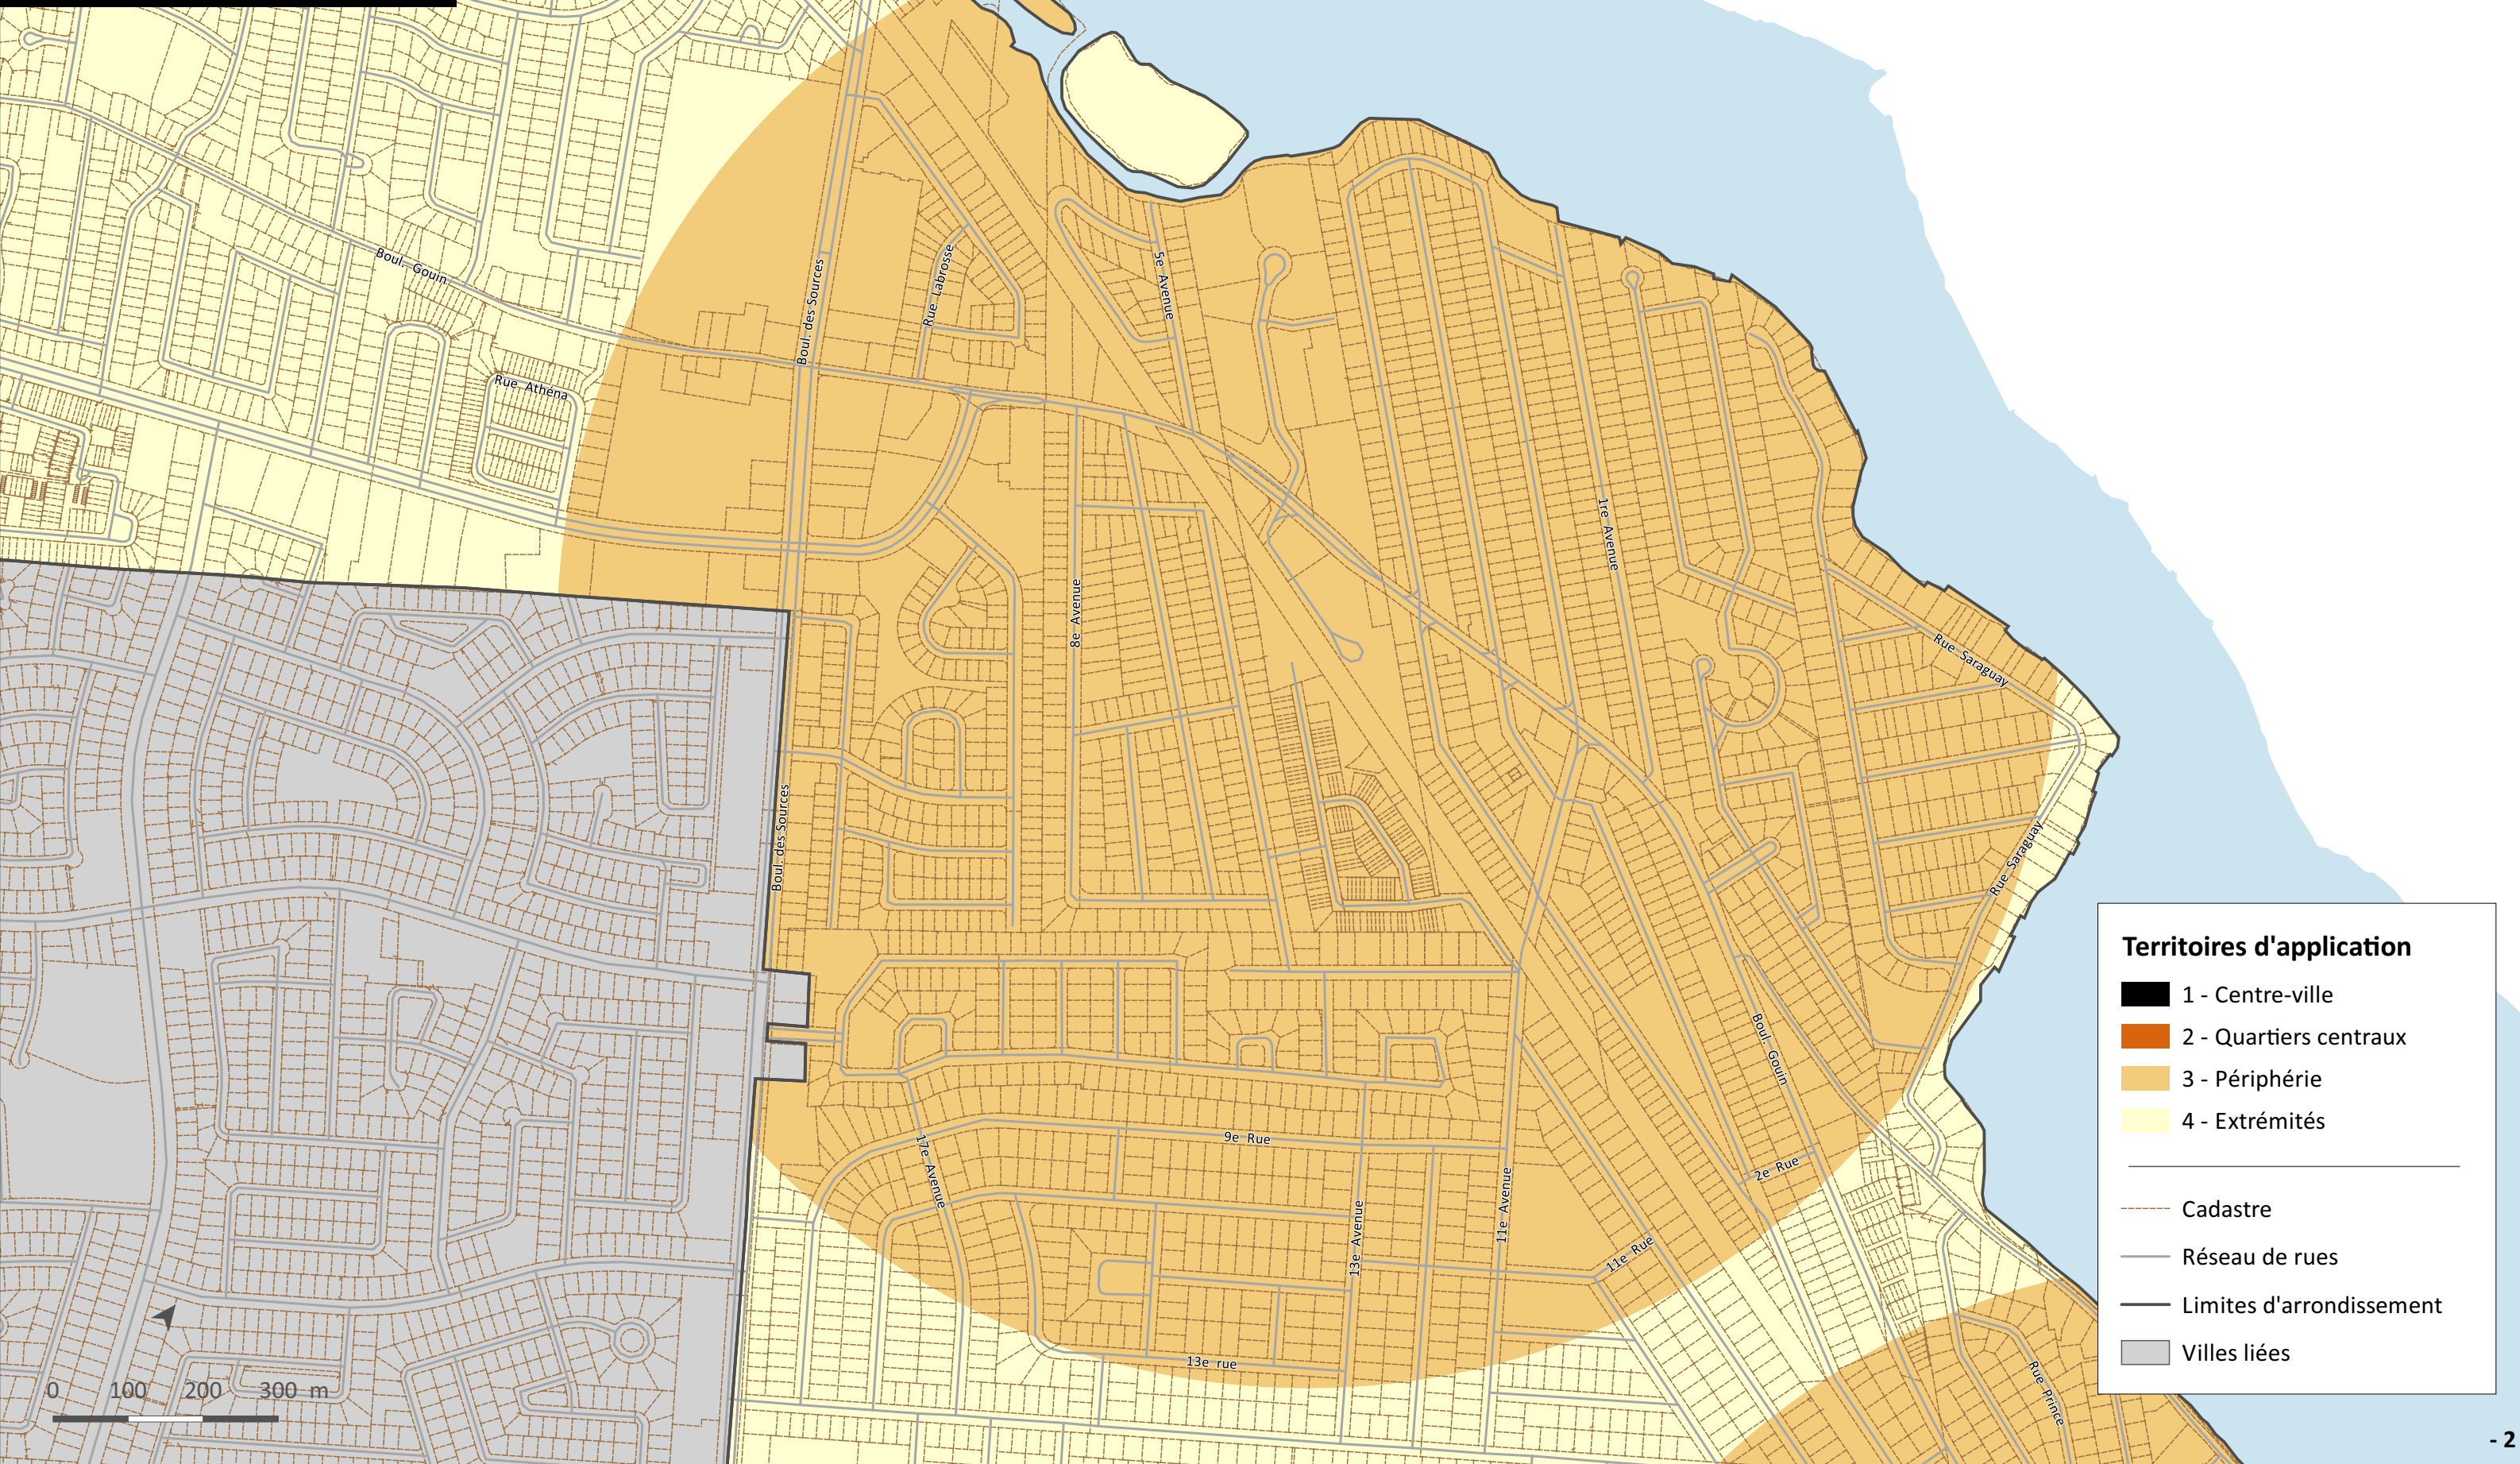 Boul. Gouin
Boul. des Sources
Rue Labrosse
5e Avenue
Rue Athéna
1re Avenue
8e Avenue
Rue Saraguay
Boul. des Sources
Rue Saraguay
Boul. Gouin
9e Rue
17e Avenue
2e Rue
11e Avenue
13e Avenue
11e Rue
13e rue
Rue Prince
0 100 200 300 m
Territoires d'application
1 - Centre-ville
2 - Quartiers centraux
3 - Périphérie
4 - Extrémités
Cadastre
Réseau de rues
Limites d'arrondissement
Villes liées
- 2